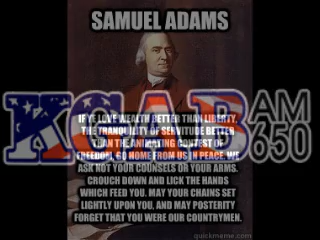 SAMUEL ADAMS
KGAB AM
650
IF YE LOVE WEALTH BETTER THAN LIBERTY,
THE TRANQUILITY OF SERVITUDE BETTER
THAN THE ANIMATING CONTEST OF
FREEDOM, GO HOME FROM US IN PEACE. WE
ASK NOT YOUR COUNSELS OR YOUR ARMS.
CROUCH DOWN AND LICK THE HANDS
WHICH FEED YOU. MAY YOUR CHAINS SET
LIGHTLY UPON YOU, AND MAY POSTERITY
FORGET THAT YOU WERE OUR COUNTRYMEN.
quickmeme.com